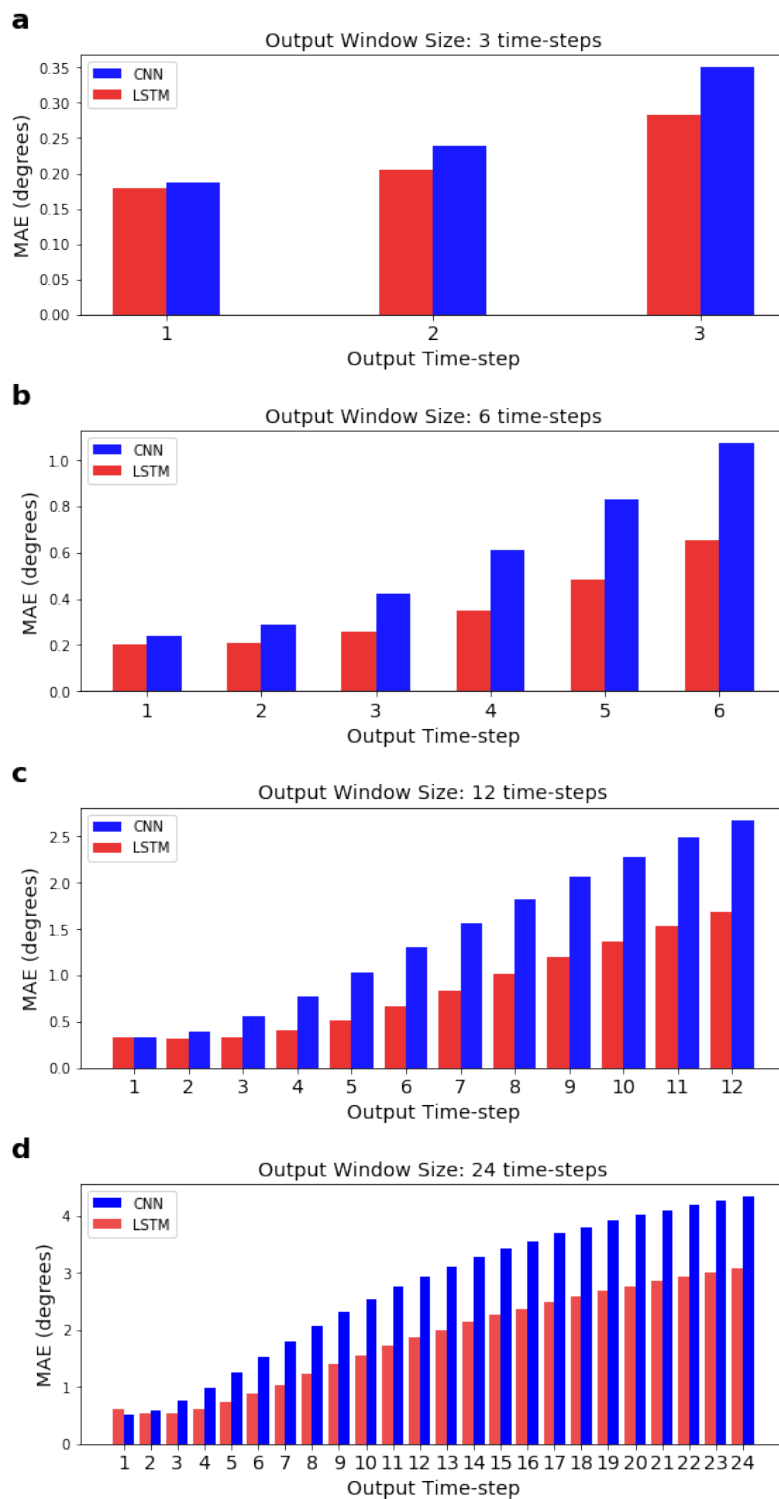 a
Output Window Size: 3 time-steps
CNN
LSTM
MAE (degrees)
0.35
0.30
0.25
0.20
0.15
0.10
0.05
0.00
1 2 3
Output Time-step
b
Output Window Size: 6 time-steps
CNN
LSTM
MAE (degrees)
1.0
0.8
0.6
0.4
0.2
0.0
1 2 3 4 5 6
Output Time-step
c
Output Window Size: 12 time-steps
CNN
LSTM
MAE (degrees)
2.5
2.0
1.5
1.0
0.5
0.0
1 2 3 4 5 6 7 8 9 10 11 12
Output Time-step
d
Output Window Size: 24 time-steps
CNN
LSTM
MAE (degrees)
4
3
2
1
0
1 2 3 4 5 6 7 8 9 10 11 12 13 14 15 16 17 18 19 20 21 22 23 24
Output Time-step